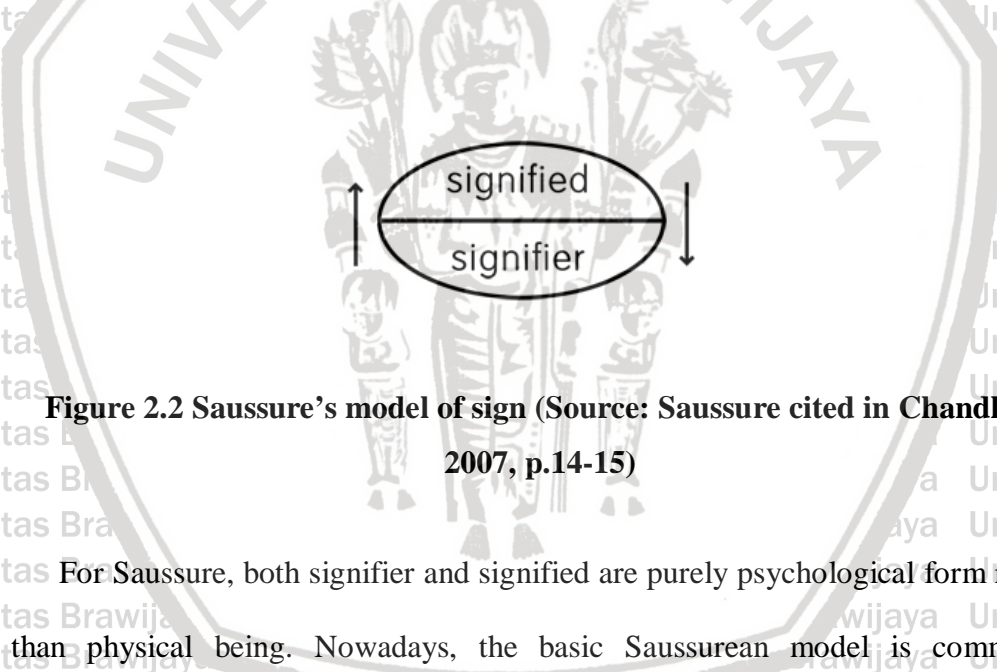 signified
signifier
Figure 2.2 Saussure’s model of sign (Source: Saussure cited in Chandl
2007, p.14-15)
For Saussure, both signifier and signified are purely psychological form
than physical being. Nowadays, the basic Saussurean model is comm